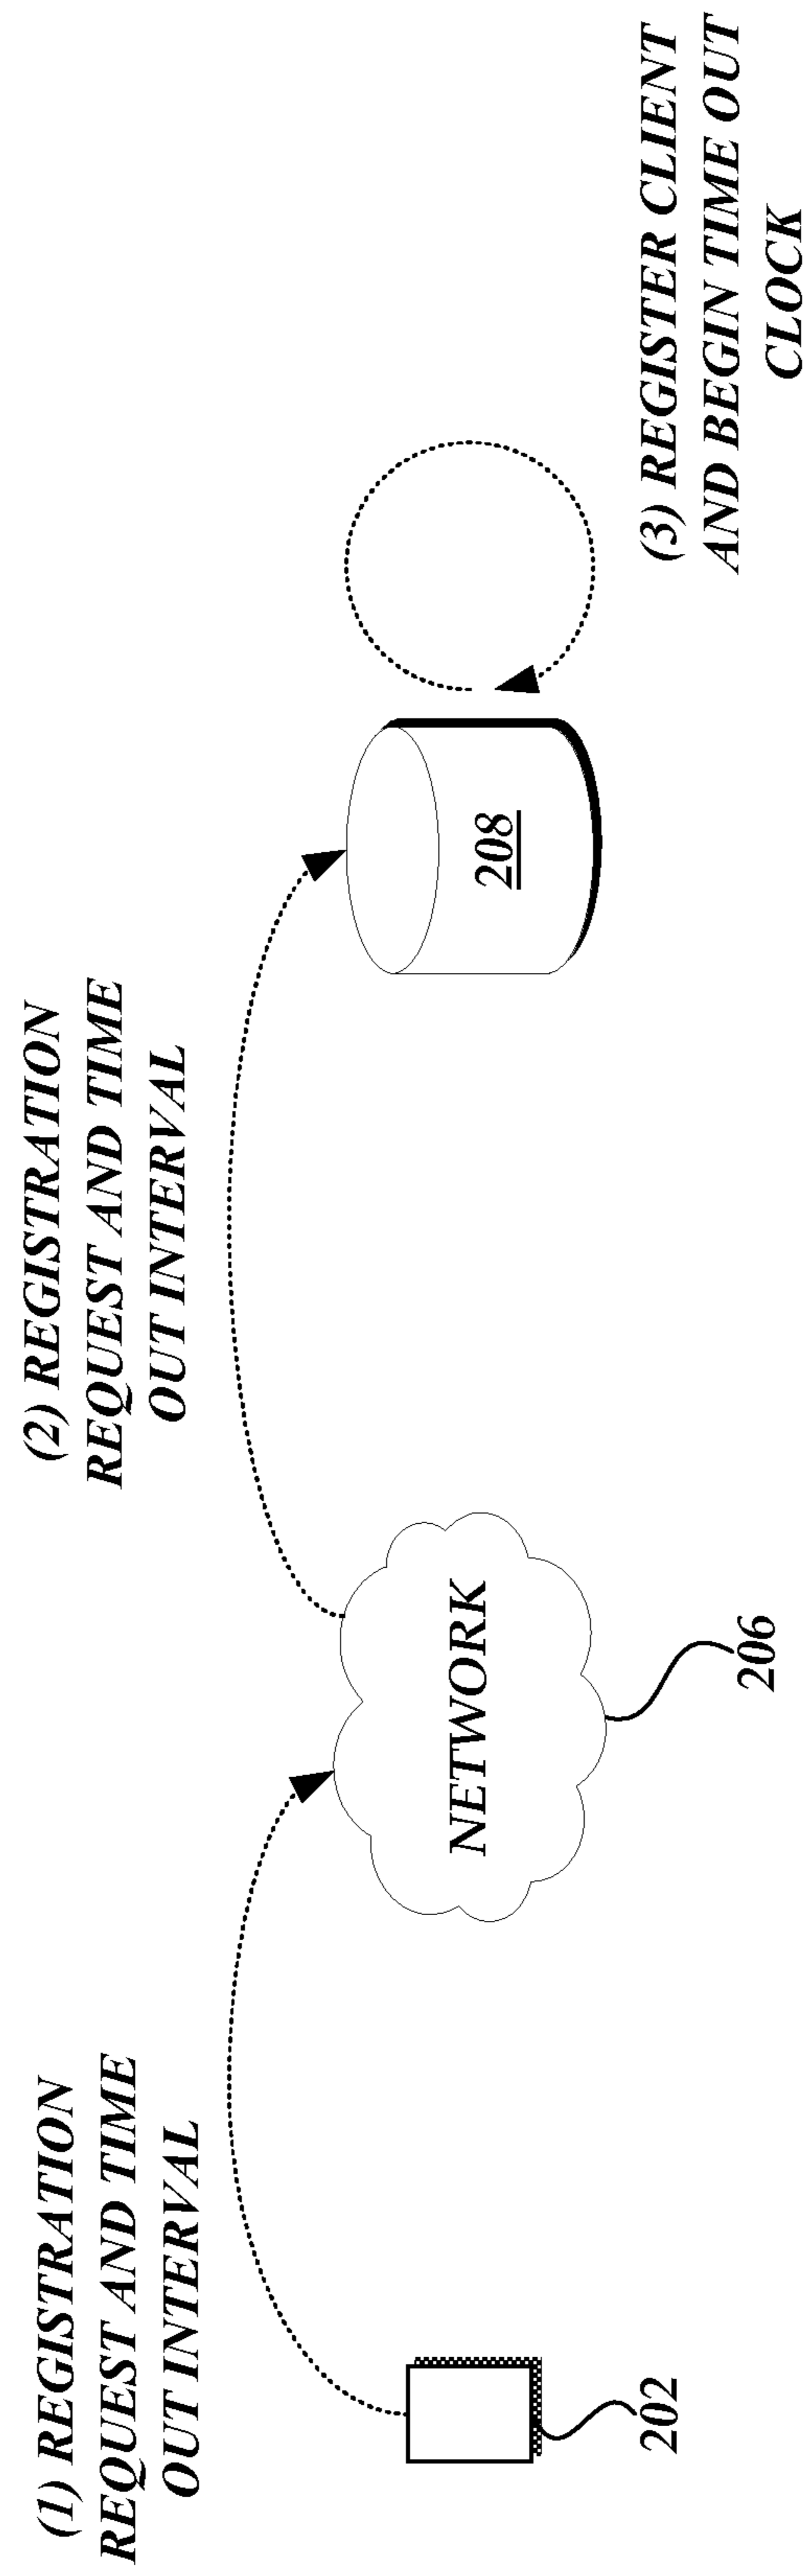 (1) REGISTRATION
REQUEST AND TIME
OUT INTERVAL
(2) REGISTRATION
REQUEST AND TIME
OUT INTERVAL
(3) REGISTER CLIENT
AND BEGIN TIME OUT
CLOCK
NETWORK
208
202
206